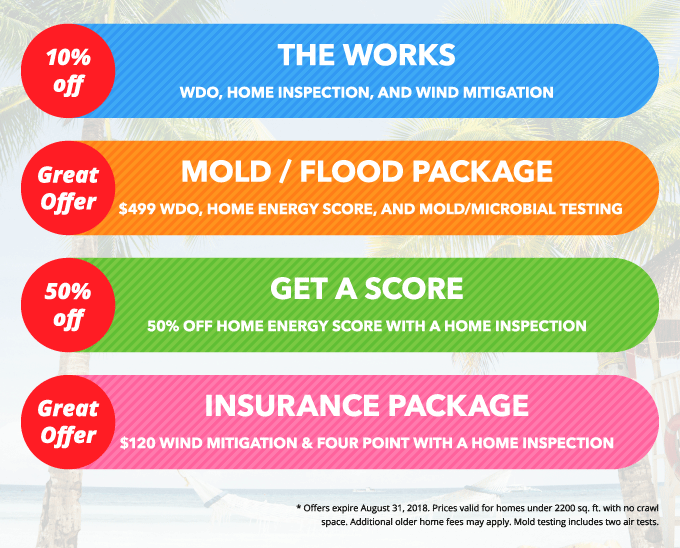 10%
off
THE WORKS
WDO, HOME INSPECTION, AND WIND MITIGATION
Great
Offer
MOLD / FLOOD PACKAGE
$499 WDO, HOME ENERGY SCORE, AND MOLD/MICROBIAL TESTING
50%
off
GET A SCORE
50% OFF HOME ENERGY SCORE WITH A HOME INSPECTION
Great
Offer
INSURANCE PACKAGE
$120 WIND MITIGATION & FOUR POINT WITH A HOME INSPECTION
* Offers expire August 31, 2018. Prices valid for homes under 2200 sq. ft. with no crawl
space. Additional older home fees may apply. Mold testing includes two air tests.